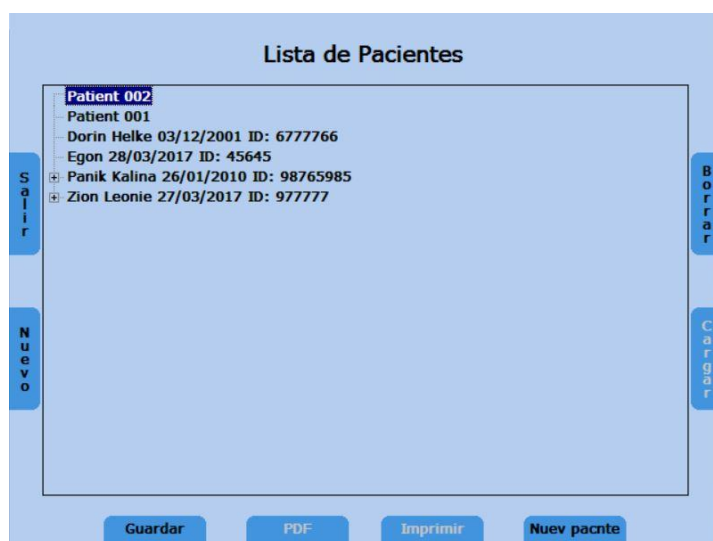 Lista de Pacientes
Patient 002
Patient 001
Dorin Helke 03/12/2001 ID: 6777766
Egon 28/03/2017 ID: 45645
Panik Kalina 26/01/2010 ID: 98765985
Zion Leonie 27/03/2017 ID: 977777
Salir
Borrar
Nuevo
Cargar
Guardar
PDF
Imprimir
Nuev pacnte